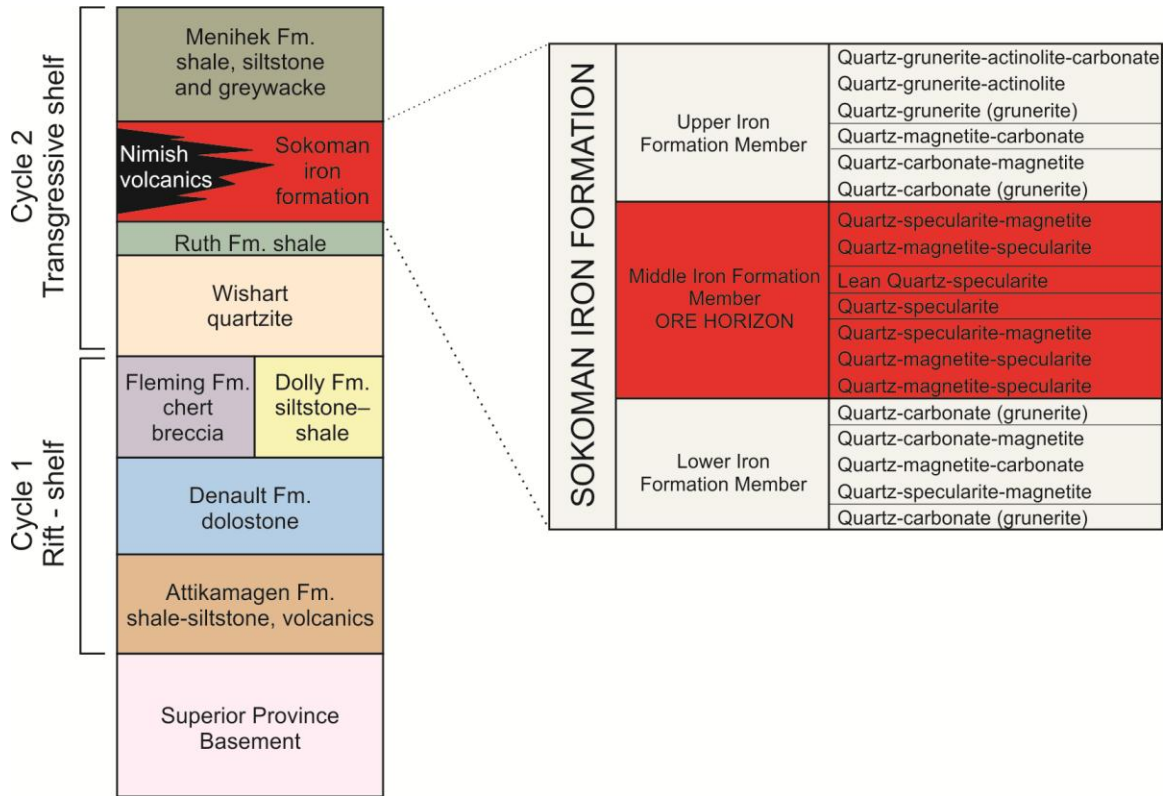 Cycle 2
Transgressive shelf
Cycle 1
Rift - shelf
Menihek Fm.
shale, siltstone
and greywacke
Nimish
volcanics
Sokoman
iron
formation
Ruth Fm. shale
Wishart
quartzite
Fleming Fm.
chert
breccia
Dolly Fm.
siltstone–
shale
Denault Fm.
dolostone
Attikamagen Fm.
shale-siltstone, volcanics
Superior Province
Basement
SOKOMAN IRON FORMATION
Upper Iron
Formation Member
Quartz-grunerite-actinolite-carbonate
Quartz-grunerite-actinolite
Quartz-grunerite (grunerite)
Quartz-magnetite-carbonate
Quartz-carbonate-magnetite
Quartz-carbonate (grunerite)
Middle Iron Formation
Member
ORE HORIZON
Quartz-specularite-magnetite
Quartz-magnetite-specularite
Lean Quartz-specularite
Quartz-specularite
Quartz-specularite-magnetite
Quartz-magnetite-specularite
Quartz-magnetite-specularite
Lower Iron
Formation Member
Quartz-carbonate (grunerite)
Quartz-carbonate-magnetite
Quartz-magnetite-carbonate
Quartz-specularite-magnetite
Quartz-carbonate (grunerite)